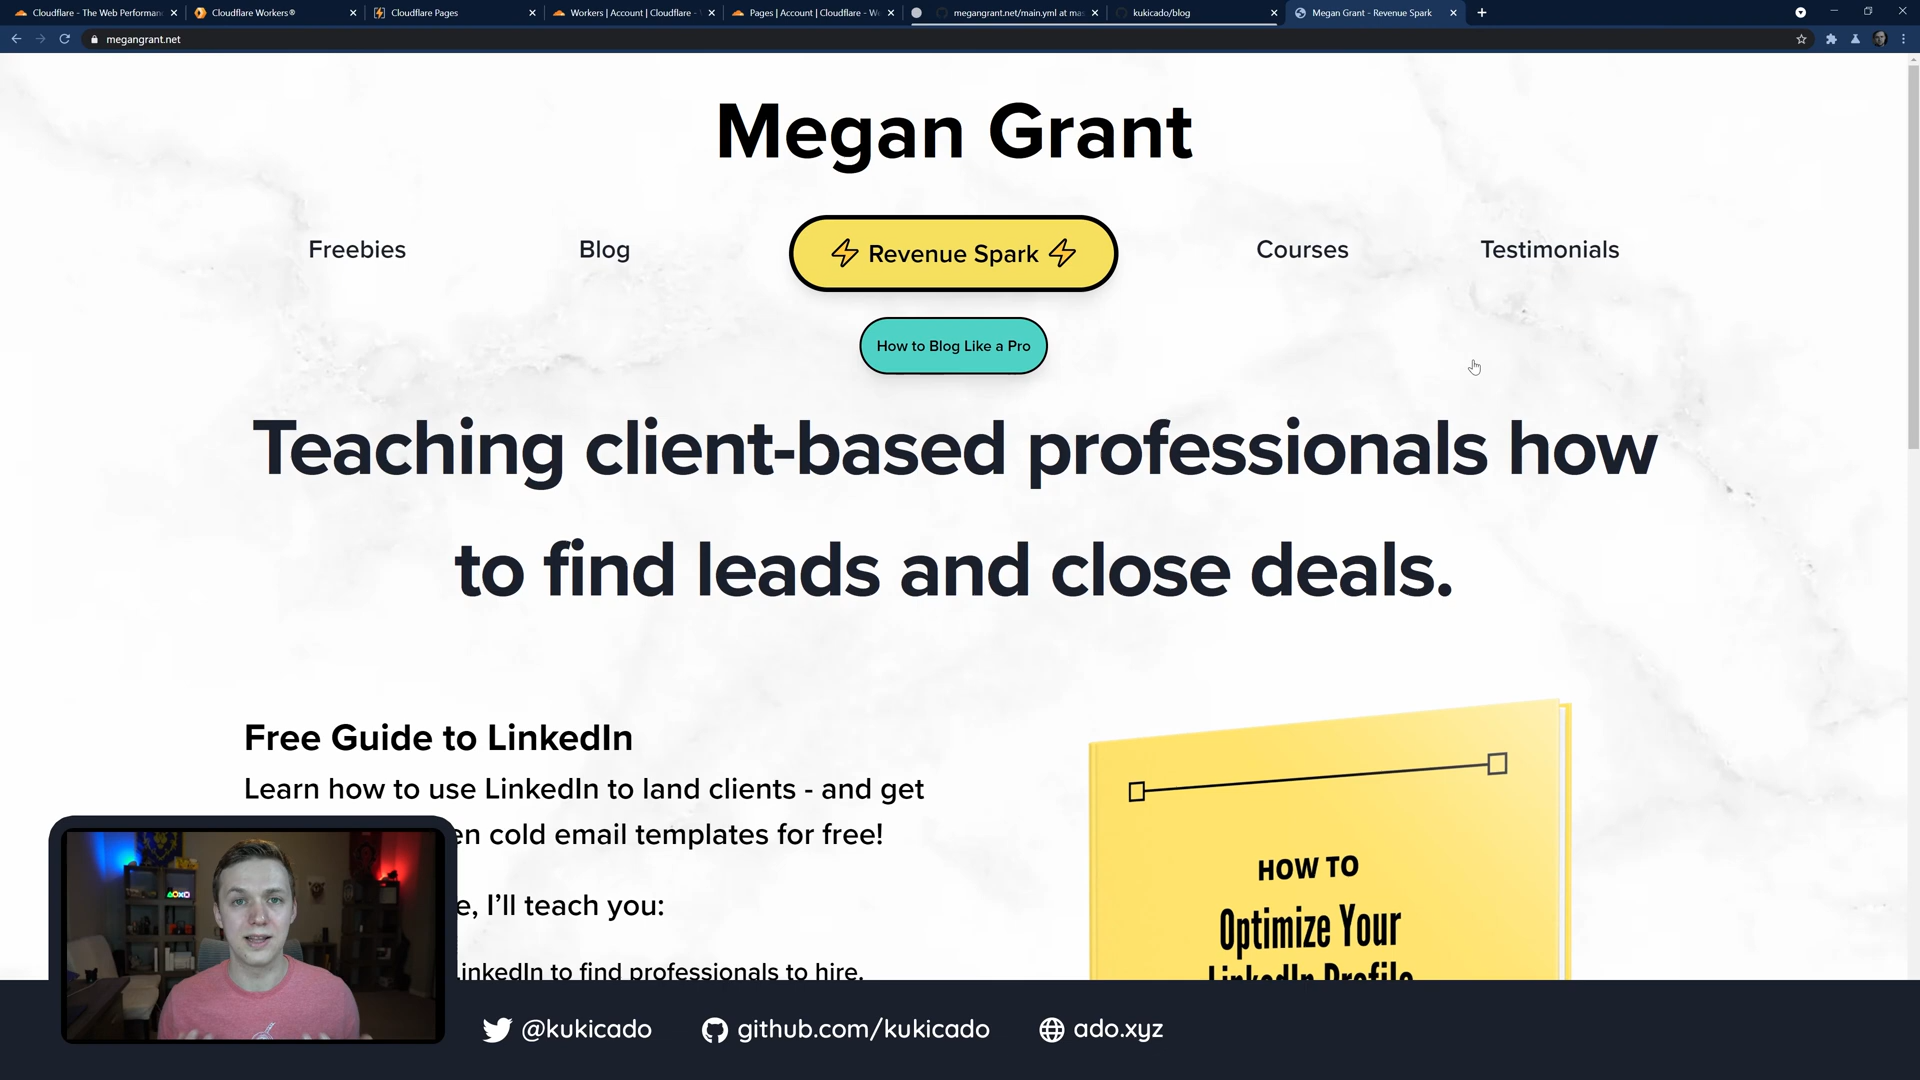 Cloudflare - The Web Performan
Cloudflare Workers®
Cloudflare Pages
Workers | Account | Cloudflare -
Pages | Account | Cloudflare - We
megangrant.net/main.yml at mas
kukicado/blog
Megan Grant - Revenue Spark
megangrant.net
Megan Grant
Freebies
Blog
Revenue Spark
Courses
Testimonials
How to Blog Like a Pro
Teaching client-based professionals how
to find leads and close deals.
Free Guide to LinkedIn
Learn how to use LinkedIn to land clients - and get
en cold email templates for free!
e, I'll teach you:
inkedIn to find professionals to hire.
HOW TO
Optimize Your
LinkedIn Profile
@kukicado
github.com/kukicado
ado.xyz